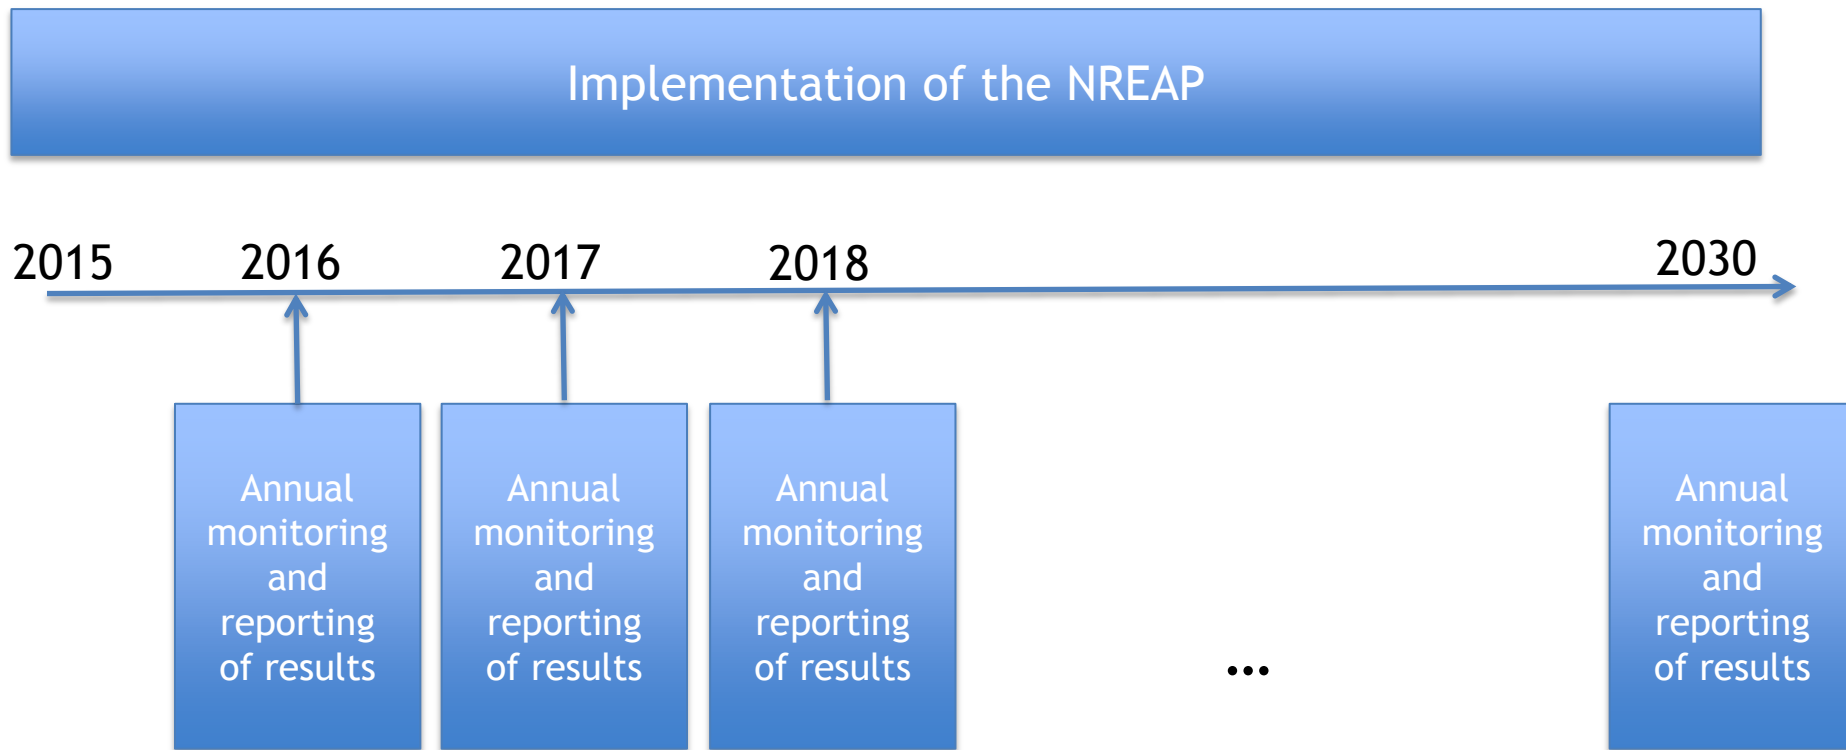 Implementation of the NREAP
2015 2016 2017 2018 2030
Annual
monitoring
and
reporting
of results
Annual
monitoring
and
reporting
of results
Annual
monitoring
and
reporting
of results
...
Annual
monitoring
and
reporting
of results